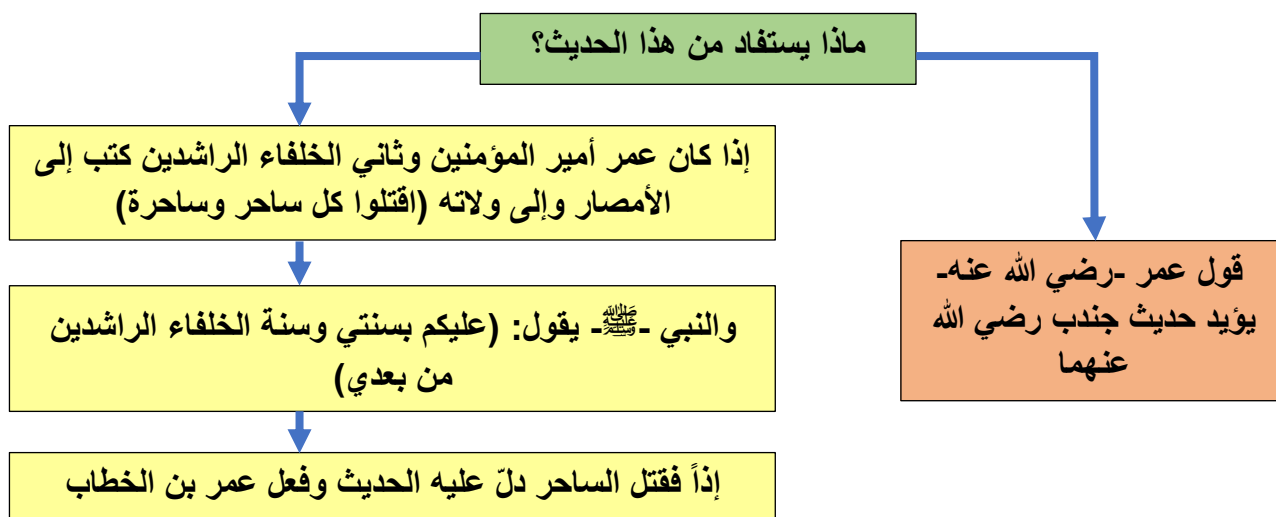 ماذا يستفاد من هذا الحديث؟
قول عمر -رضي الله عنه-
يؤيد حديث جندب رضي الله
عنهما
إذا كان عمر أمير المؤمنين وثاني الخلفاء الراشدين كتب إلى
الأمصار وإلى ولاته (اقتلوا كل ساحر وساحرة)
والنبي -ﷺ- يقول: (عليكم بسنتي وسنة الخلفاء الراشدين
من بعدي)
إذاً فقتل الساحر دلّ عليه الحديث وفعل عمر بن الخطاب